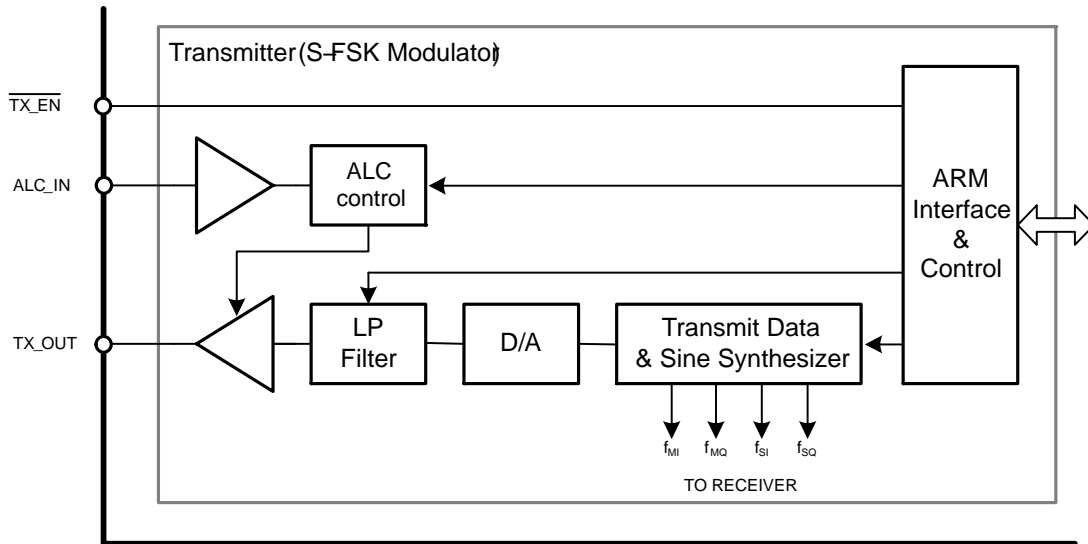 Transmitter (S–FSK Modulator)
TX_EN
ALC_IN
ALC
control
ARM
Interface
&
Control
TX_OUT
LP
Filter
D/A
Transmit Data
& Sine Synthesizer
fMI fMQ fSI fSQ
TO RECEIVER